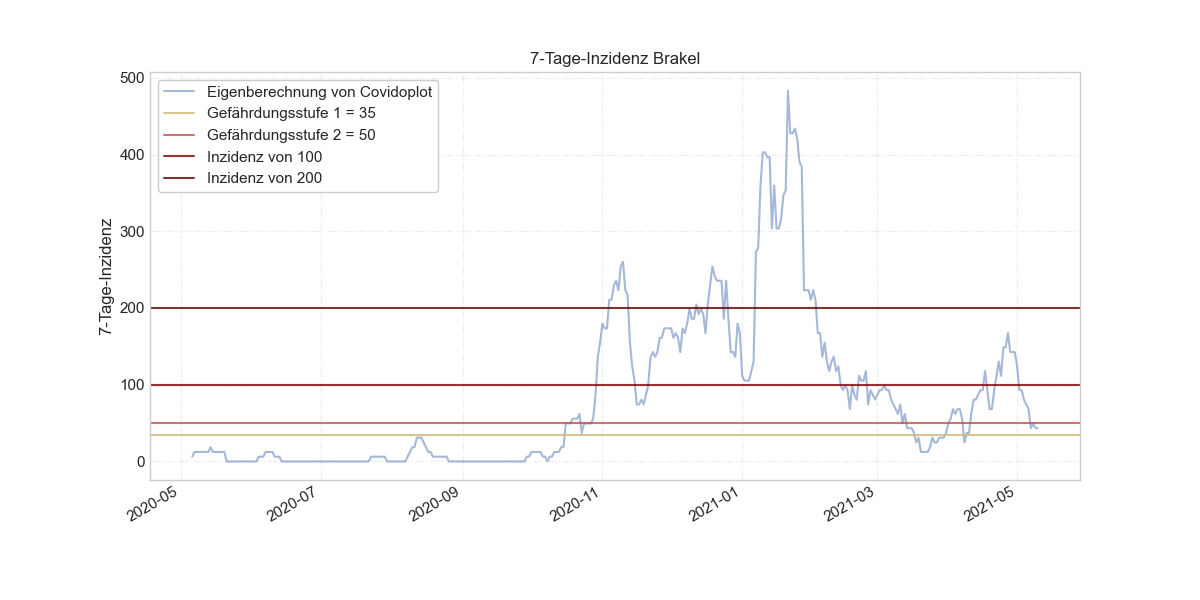 7-Tage-Inzidenz Brakel
Eigenberechnung von Covidoplot
Gefährdungsstufe 1 = 35
Gefährdungsstufe 2 = 50
Inzidenz von 100
Inzidenz von 200
7-Tage-Inzidenz
500
400
300
200
100
0
2020-05
2020-07
2020-09
2020-11
2021-01
2021-03
2021-05